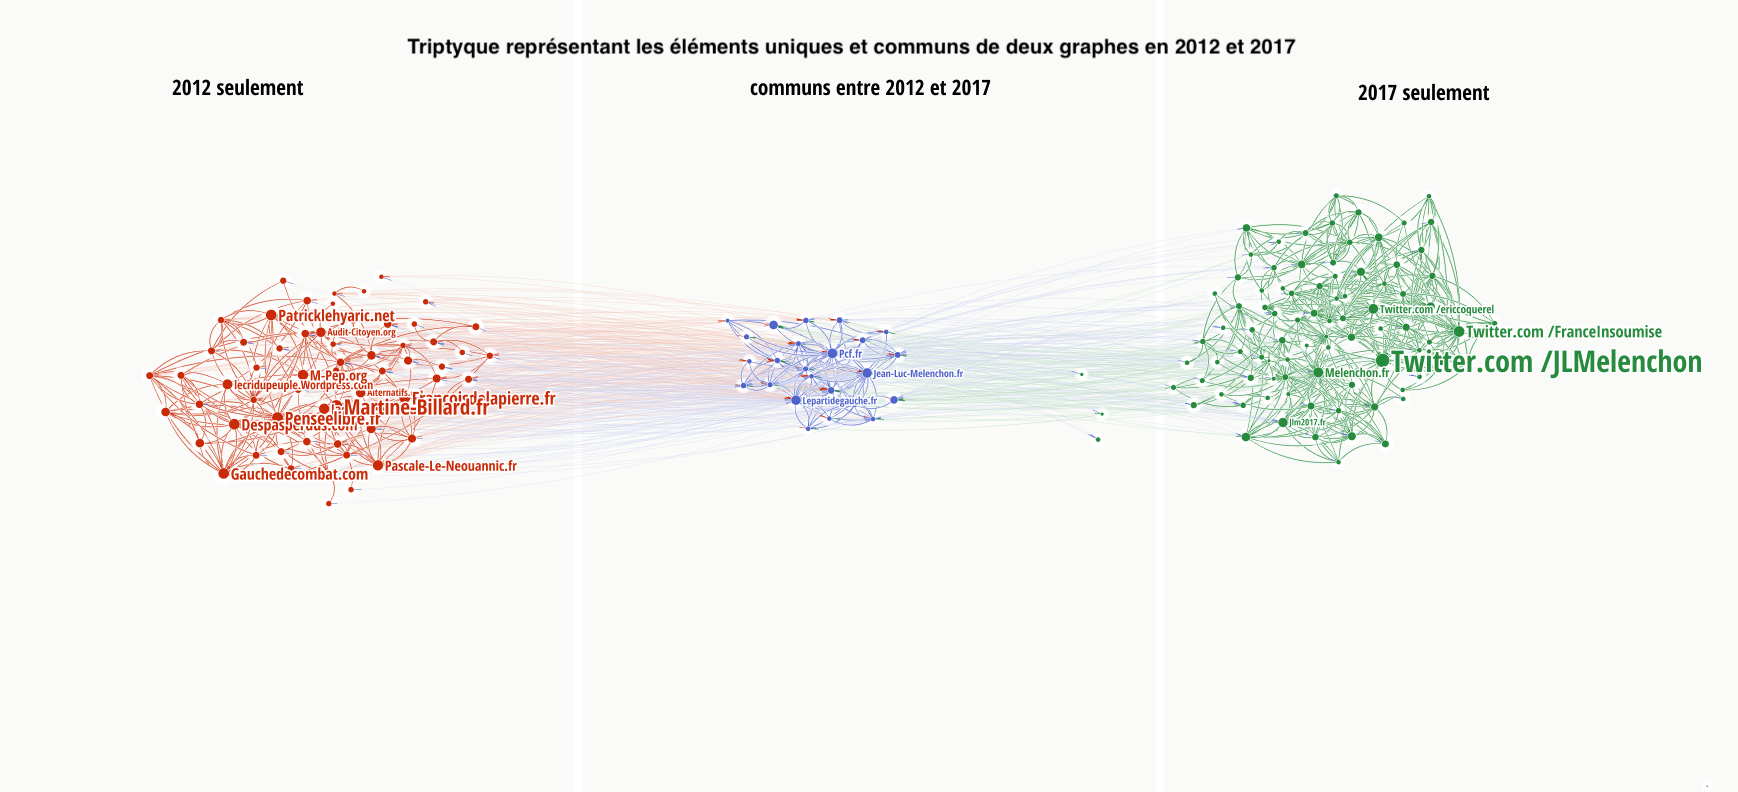 Triptyque représentant les éléments uniques et communs de deux graphes en 2012 et 2017
2012 seulement
communs entre 2012 et 2017
2017 seulement
Patricklehyaric.net
Audit-Citoyen.org
M-Pep.org
lecridupeuple.Wordpress.com
Alternatifs.
Francoisdelapierre.fr
Martine-Billard.fr
Penseelibre.fr
Despasperdus.com
Pascale-Le-Neouannic.fr
Gauchedecombat.com
Pcf.fr
Jean-Luc-Melenchon.fr
Lepartidegauche.fr
Twitter.com /ericcoquerel
Twitter.com /FranceInsoumise
Twitter.com /JLMelenchon
Melenchon.fr
Jlm2017.fr